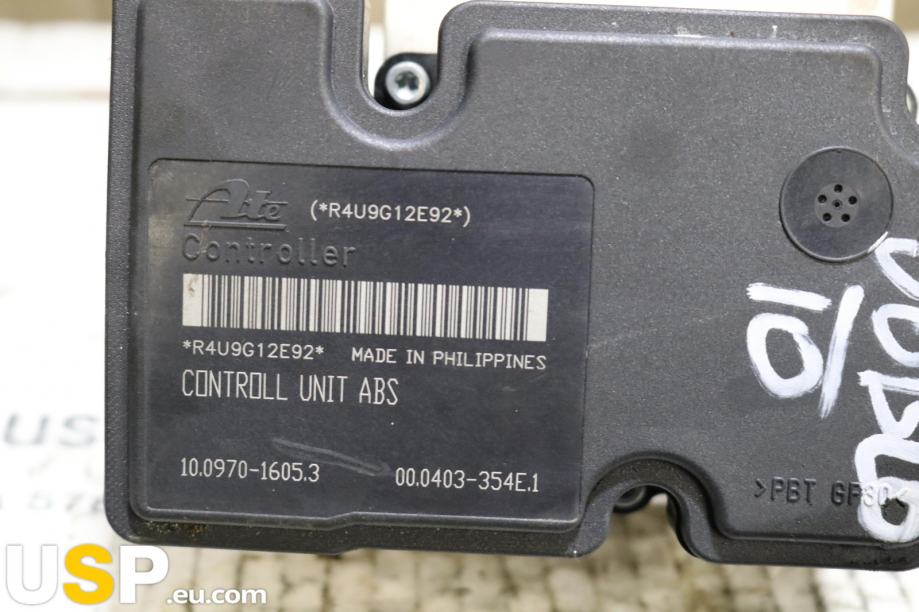 Ate (*R4U9G12E92*)
Controller
*R4U9G12E92* MADE IN PHILIPPINES
CONTROLL UNIT ABS
10.0970-1605.3 00.0403-354E.1
>PBT GF30<
USP.eu.com